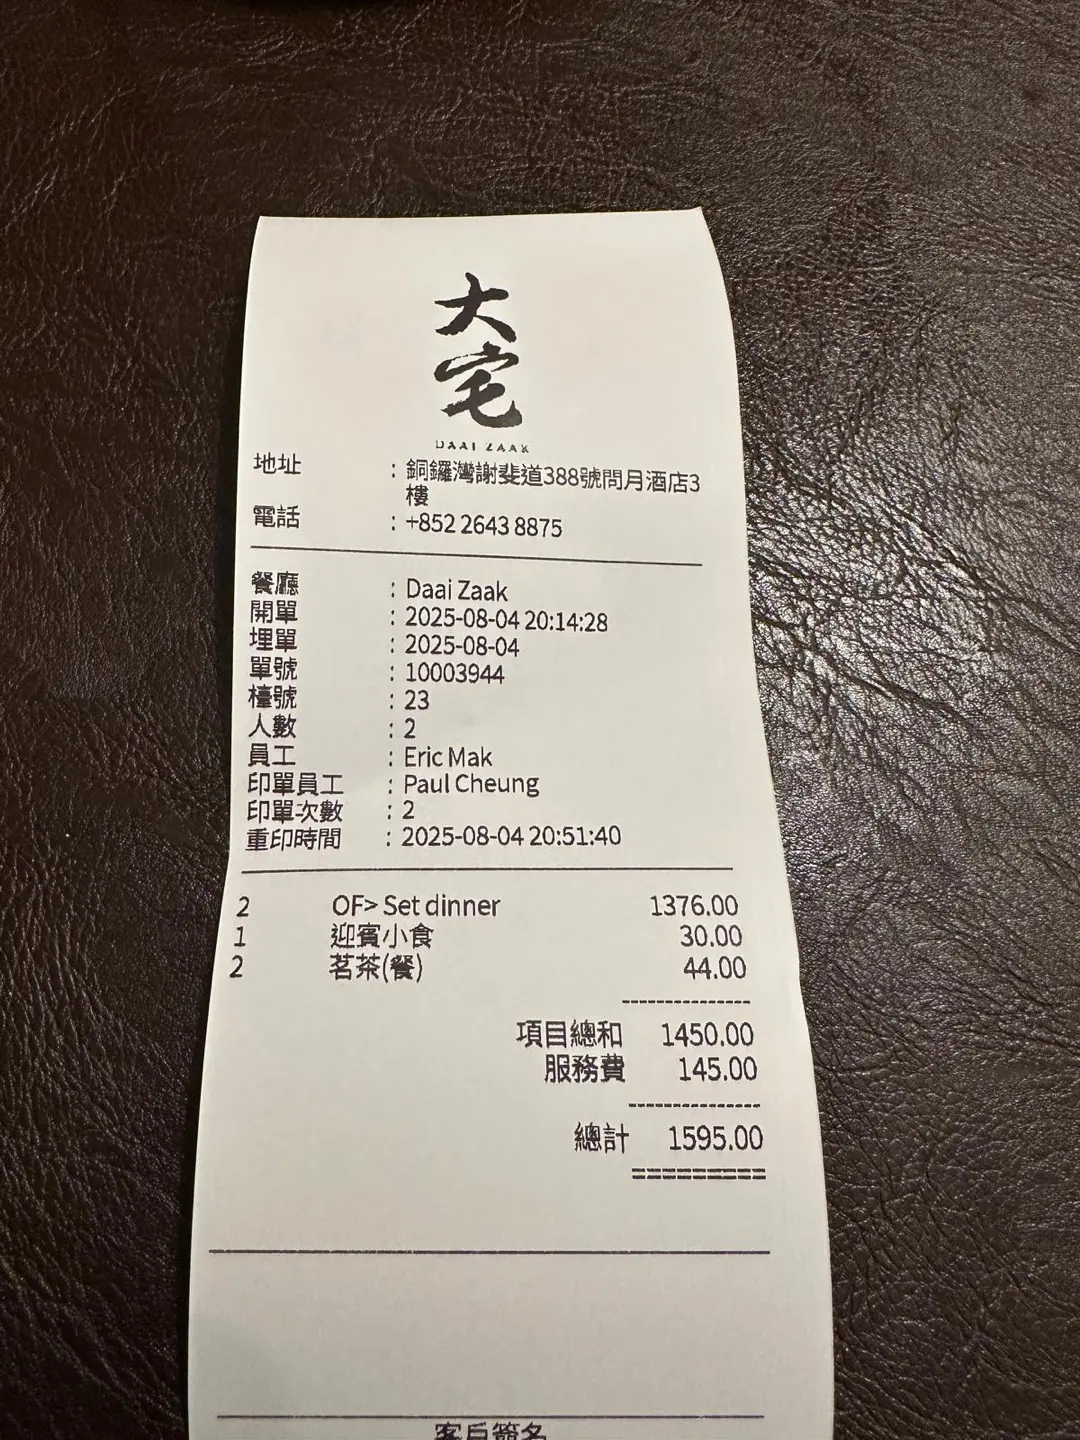 大
宅
DAAI ZAAK
地址 : 銅鑼灣謝斐道388號問月酒店3
樓
電話 : +852 2643 8875
餐廳 : Daai Zaak
開單 : 2025-08-04 20:14:28
埋單 : 2025-08-04
單號 : 10003944
檯號 : 23
人數 : 2
員工 : Eric Mak
印單員工 : Paul Cheung
印單次數 : 2
重印時間 : 2025-08-04 20:51:40
2 OF> Set dinner 1376.00
1 迎賓小食 30.00
2 茗茶(餐) 44.00
---------------
項目總和 1450.00
服務費 145.00
---------------
總計 1595.00
=========
客戶簽名